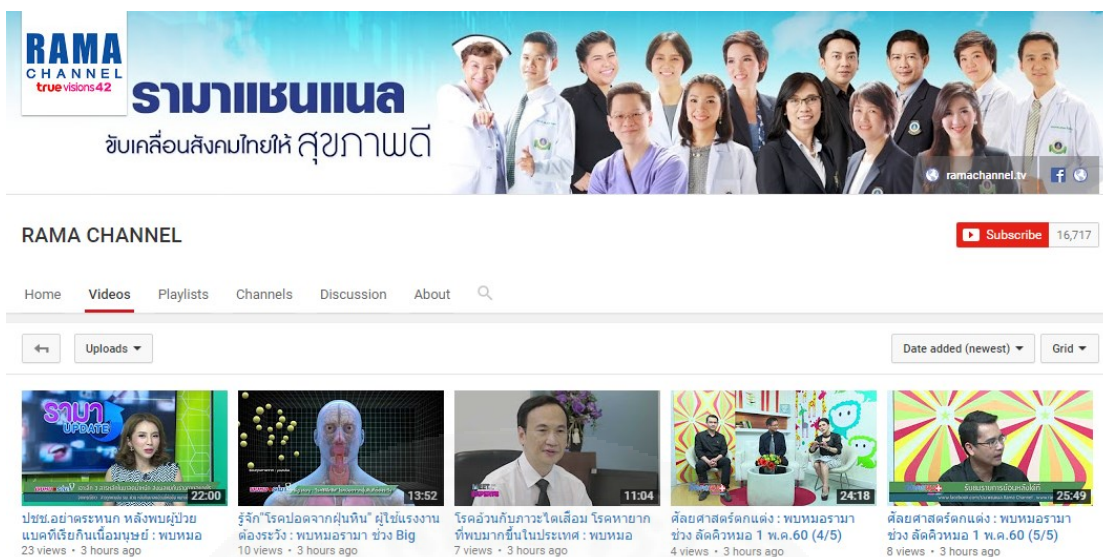 RAMA
CHANNEL
truevisions42
รามาแชนแนล
ขับเคลื่อนสังคมไทยให้ สุขภาพดี
ramachannel.tv
RAMA CHANNEL
Subscribe 16,717
Home Videos Playlists Channels Discussion About
Uploads
Date added (newest) Grid
รามา
UPDATE
22:00
13:52
11:04
24:18
25:49
ปชช.อย่าตระหนก หลังพบผู้ป่วย
แบคทีเรียกินเนื้อมนุษย์ : พบหมอ
23 views • 3 hours ago
รู้จัก"โรคปอดจากฝุ่นหิน" ผู้ใช้แรงงาน
ต้องระวัง : พบหมอรามา ช่วง Big
10 views • 3 hours ago
โรคอ้วนกับภาวะไตเสื่อม โรคหายาก
ที่พบมากขึ้นในประเทศ : พบหมอ
7 views • 3 hours ago
ศัลยศาสตร์ตกแต่ง : พบหมอรามา
ช่วง ลัดคิวหมอ 1 พ.ค.60 (4/5)
4 views • 3 hours ago
ศัลยศาสตร์ตกแต่ง : พบหมอรามา
ช่วง ลัดคิวหมอ 1 พ.ค.60 (5/5)
8 views • 3 hours ago